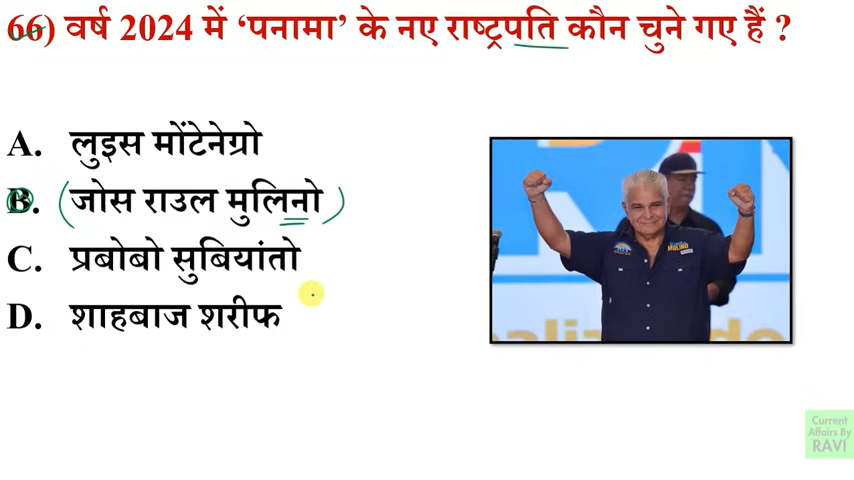 66) वर्ष 2024 में ‘पनामा’ के नए राष्ट्रपति कौन चुने गए हैं ?
A. लुइस मोंटेनेग्रो
B. (जोस राउल मुलिनो)
C. प्रबोबो सुबियांतो
D. शाहबाज शरीफ
MULINO
Current
Affairs By
RAVI